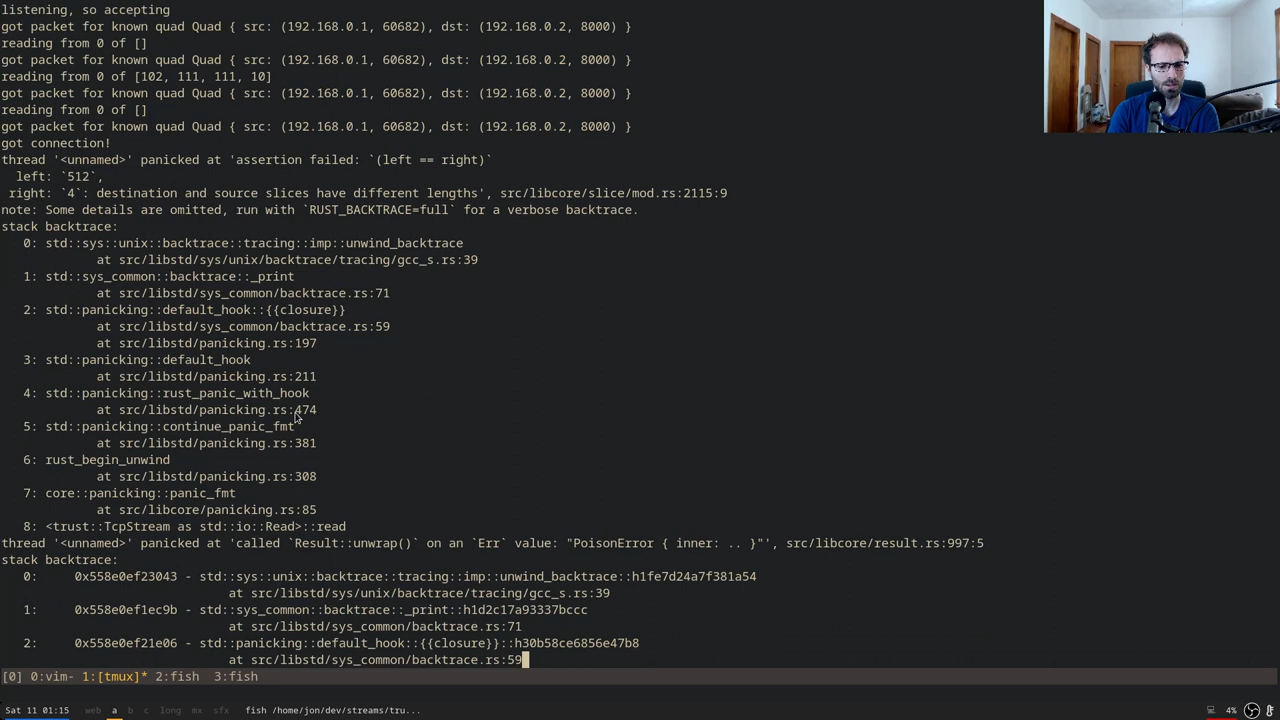 listening, so accepting
got packet for known quad Quad { src: (192.168.0.1, 60682), dst: (192.168.0.2, 8000) }
reading from 0 of []
got packet for known quad Quad { src: (192.168.0.1, 60682), dst: (192.168.0.2, 8000) }
reading from 0 of [102, 111, 111, 10]
got packet for known quad Quad { src: (192.168.0.1, 60682), dst: (192.168.0.2, 8000) }
reading from 0 of []
got packet for known quad Quad { src: (192.168.0.1, 60682), dst: (192.168.0.2, 8000) }
got connection!
thread '<unnamed>' panicked at 'assertion failed: `(left == right)`
  left: `512`,
 right: `4`: destination and source slices have different lengths', src/libcore/slice/mod.rs:2115:9
note: Some details are omitted, run with `RUST_BACKTRACE=full` for a verbose backtrace.
stack backtrace:
   0: std::sys::unix::backtrace::tracing::imp::unwind_backtrace
             at src/libstd/sys/unix/backtrace/tracing/gcc_s.rs:39
   1: std::sys_common::backtrace::_print
             at src/libstd/sys_common/backtrace.rs:71
   2: std::panicking::default_hook::{{closure}}
             at src/libstd/sys_common/backtrace.rs:59
             at src/libstd/panicking.rs:197
   3: std::panicking::default_hook
             at src/libstd/panicking.rs:211
   4: std::panicking::rust_panic_with_hook
             at src/libstd/panicking.rs:474
   5: std::panicking::continue_panic_fmt
             at src/libstd/panicking.rs:381
   6: rust_begin_unwind
             at src/libstd/panicking.rs:308
   7: core::panicking::panic_fmt
             at src/libcore/panicking.rs:85
   8: <trust::TcpStream as std::io::Read>::read
thread '<unnamed>' panicked at 'called `Result::unwrap()` on an `Err` value: "PoisonError { inner: .. }"', src/libcore/result.rs:997:5
stack backtrace:
   0:     0x558e0ef23043 - std::sys::unix::backtrace::tracing::imp::unwind_backtrace::h1fe7d24a7f381a54
                               at src/libstd/sys/unix/backtrace/tracing/gcc_s.rs:39
   1:     0x558e0ef1ec9b - std::sys_common::backtrace::_print::h1d2c17a93337bccc
                               at src/libstd/sys_common/backtrace.rs:71
   2:     0x558e0ef21e06 - std::panicking::default_hook::{{closure}}::h30b58ce6856e47b8
                               at src/libstd/sys_common/backtrace.rs:59
[0] 0:vim- 1:[tmux]* 2:fish  3:fish
Sat 11 01:15 web a b c long mx sfx fish /home/jon/dev/streams/tru... 4%